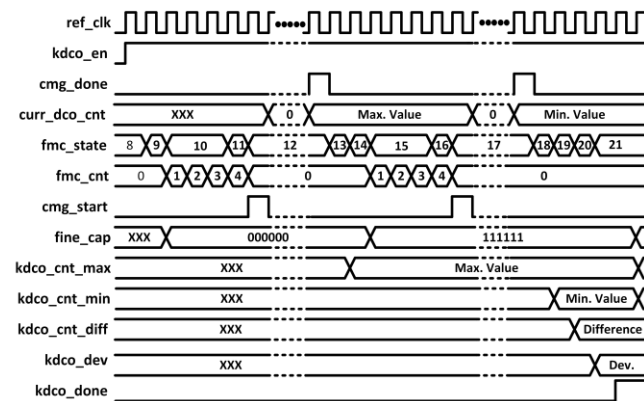 ref_clk
kdco_en
cmg_done
curr_dco_cnt XXX 0 Max. Value 0 Min. Value
fmc_state 8 9 10 11 12 13 14 15 16 17 18 19 20 21
fmc_cnt 0 1 2 3 4 0 1 2 3 4 0
cmg_start
fine_cap XXX 000000 111111
kdco_cnt_max XXX Max. Value
kdco_cnt_min XXX Min. Value
kdco_cnt_diff XXX Difference
kdco_dev XXX Dev.
kdco_done